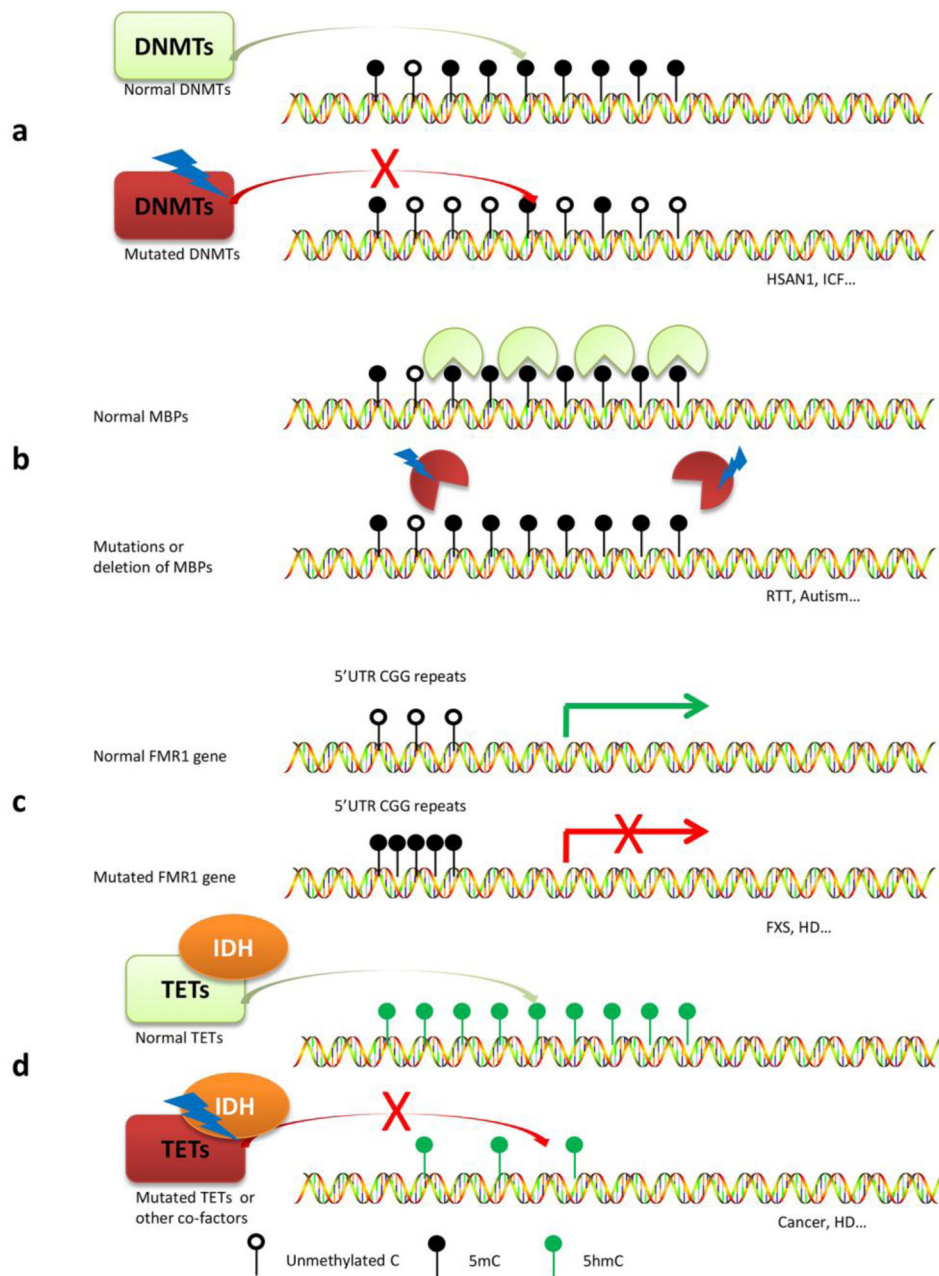 DNMTs
Normal DNMTs
a
DNMTs
Mutated DNMTs
HSAN1, ICF...
Normal MBPs
b
Mutations or
deletion of MBPs
RTT, Autism...
5'UTR CGG repeats
Normal FMR1 gene
c
5'UTR CGG repeats
Mutated FMR1 gene
FXS, HD...
IDH
TETs
Normal TETs
d
IDH
TETs
Mutated TETs or
other co-factors
Cancer, HD...
Unmethylated C
5mC
5hmC